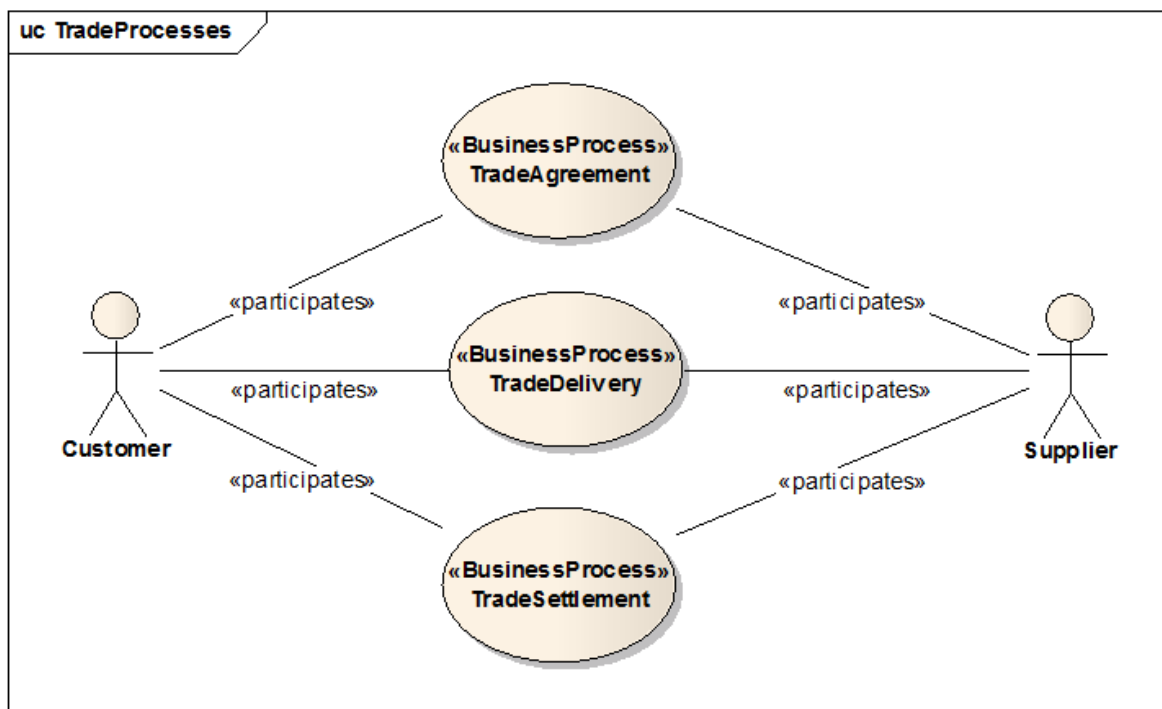 uc TradeProcesses
«BusinessProcess»
TradeAgreement
«participates»
«participates»
«BusinessProcess»
TradeDelivery
«participates»
«participates»
Customer
Supplier
«participates»
«participates»
«BusinessProcess»
TradeSettlement